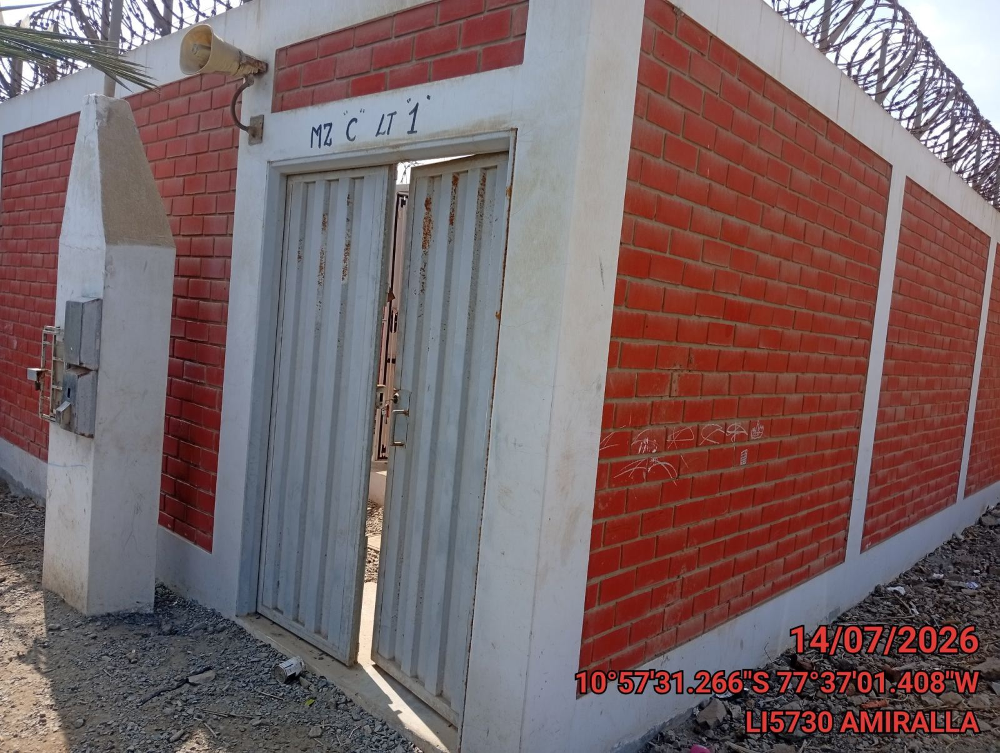 MZ "C" LT "1"
14/07/2026
10°57'31.266"S 77°37'01.408"W
LI5730 AMIRALLA